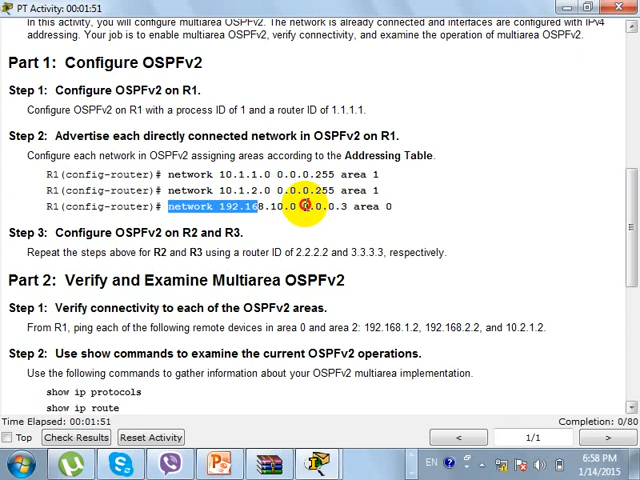 PT Activity: 00:01:51
In this activity, you will configure multiarea OSPFv2. The network is already connected and interfaces are configured with IPv4
addressing. Your job is to enable multiarea OSPFv2, verify connectivity, and examine the operation of multiarea OSPFv2.
Part 1: Configure OSPFv2
Step 1: Configure OSPFv2 on R1.
Configure OSPFv2 on R1 with a process ID of 1 and a router ID of 1.1.1.1.
Step 2: Advertise each directly connected network in OSPFv2 on R1.
Configure each network in OSPFv2 assigning areas according to the Addressing Table.
R1(config-router)# network 10.1.1.0 0.0.0.255 area 1
R1(config-router)# network 10.1.2.0 0.0.0.255 area 1
R1(config-router)# network 192.168.10.0 0.0.0.3 area 0
Step 3: Configure OSPFv2 on R2 and R3.
Repeat the steps above for R2 and R3 using a router ID of 2.2.2.2 and 3.3.3.3, respectively.
Part 2: Verify and Examine Multiarea OSPFv2
Step 1: Verify connectivity to each of the OSPFv2 areas.
From R1, ping each of the following remote devices in area 0 and area 2: 192.168.1.2, 192.168.2.2, and 10.2.1.2.
Step 2: Use show commands to examine the current OSPFv2 operations.
Use the following commands to gather information about your OSPFv2 multiarea implementation.
show ip protocols
show ip route
Time Elapsed: 00:01:51 Completion: 0/80
Top Check Results Reset Activity < 1/1 >
EN 6:58 PM
1/14/2015